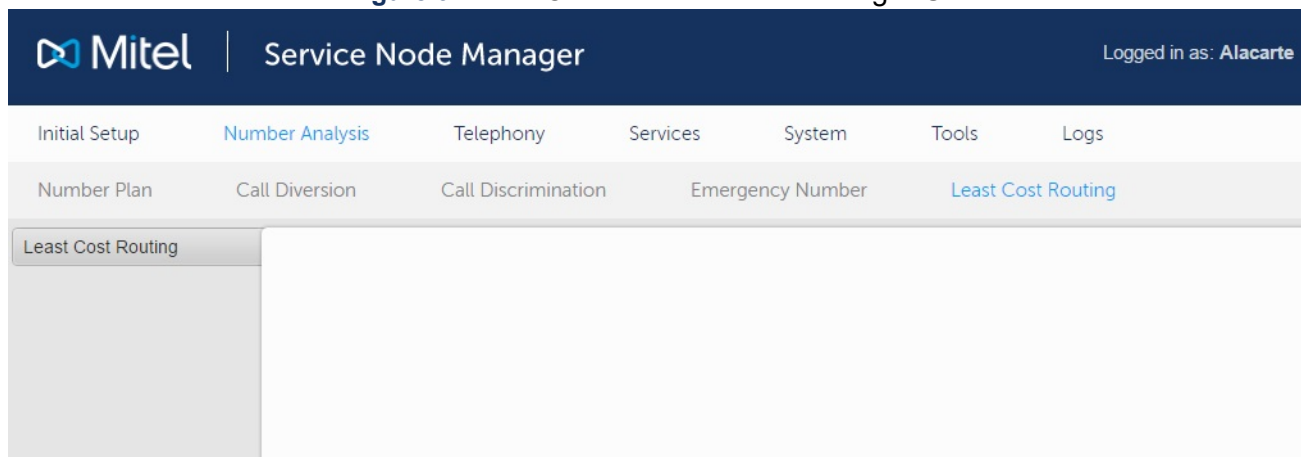 Mitel | Service Node Manager Logged in as: Alacarte
Initial Setup Number Analysis Telephony Services System Tools Logs
Number Plan Call Diversion Call Discrimination Emergency Number Least Cost Routing
Least Cost Routing